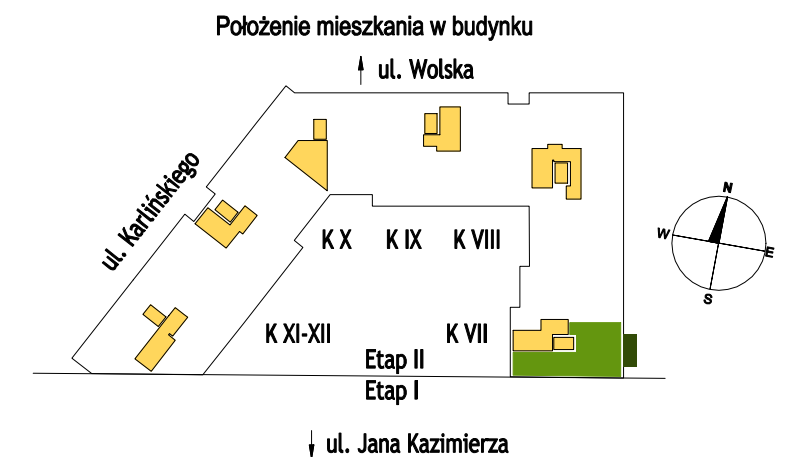 Położenie mieszkania w budynku
ul. Wolska
ul. Karlińskiego
N
W
E
S
K X K IX K VIII
K XI-XII K VII
Etap II
Etap I
ul. Jana Kazimierza